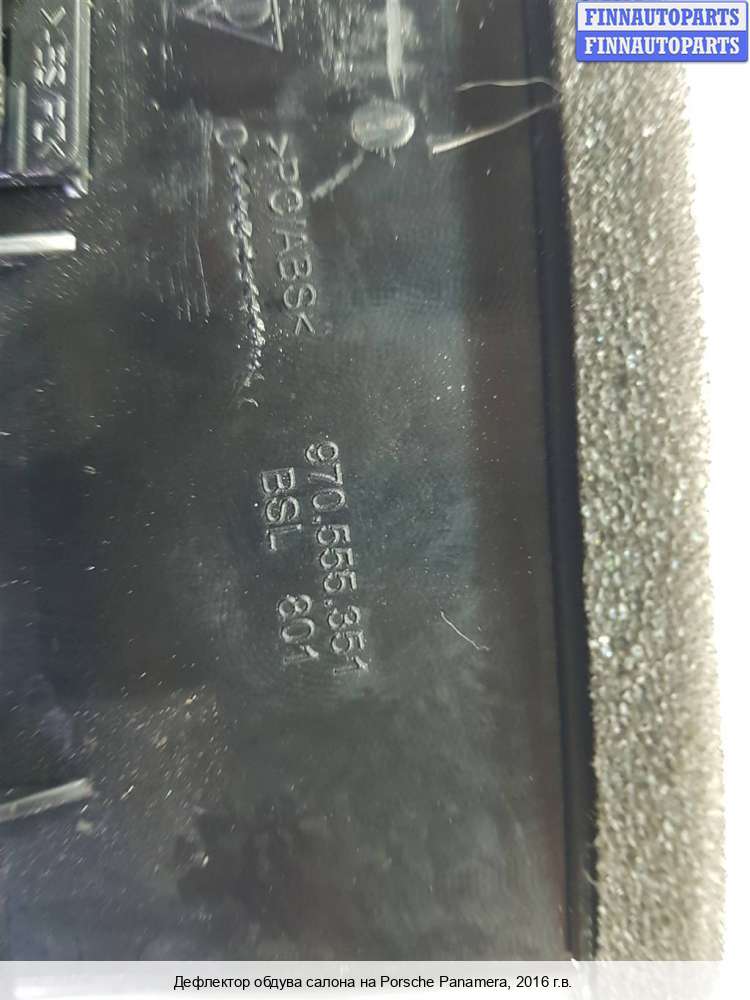 FINNAUTOPARTS
FINNAUTOPARTS
>PC/ABS<
970.555.351
BSL 801
Дефлектор обдува салона на Porsche Panamera, 2016 г.в.